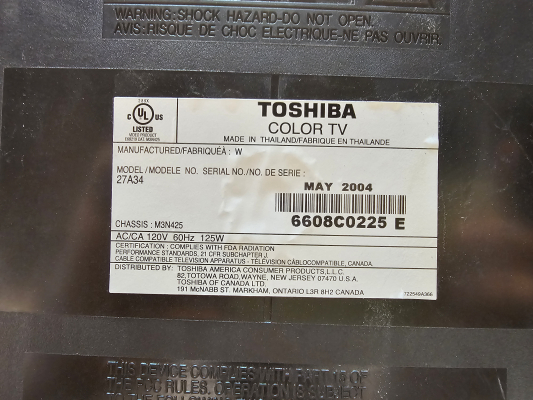 WARNING:SHOCK HAZARD-DO NOT OPEN.
AVIS:RISQUE DE CHOC ELECTRIQUE-NE PAS OUVRIR.
C UL US
LISTED
TOSHIBA
COLOR TV
MADE IN THAILAND/FABRIQUE EN THAILANDE
MANUFACTURED/FABRIQUÉA : W
MODEL/MODELE NO. SERIAL NO./NO. DE SERIE :
27A34
MAY 2004
6608C0225 E
CHASSIS : M3N425
AC/CA 120V 60Hz 125W
CERTIFICATION : COMPLIES WITH FDA RADIATION
PERFORMANCE STANDARDS, 21 CFR SUBCHAPTER J.
CABLE COMPATIBLE TELEVISION APPARATUS - TÉLÉVISION CÂBLOCOMPATIBLE, CANADA.
DISTRIBUTED BY: TOSHIBA AMERICA CONSUMER PRODUCTS,L.L.C.
82,TOTOWA ROAD,WAYNE, NEW JERSEY 07470 U.S.A.
TOSHIBA OF CANADA LTD.
191 McNABB ST. MARKHAM, ONTARIO L3R 8H2 CANADA
722549A366
THIS DEVICE COMPLIES WITH PART 15 OF
THE FCC RULES. OPERATION IS